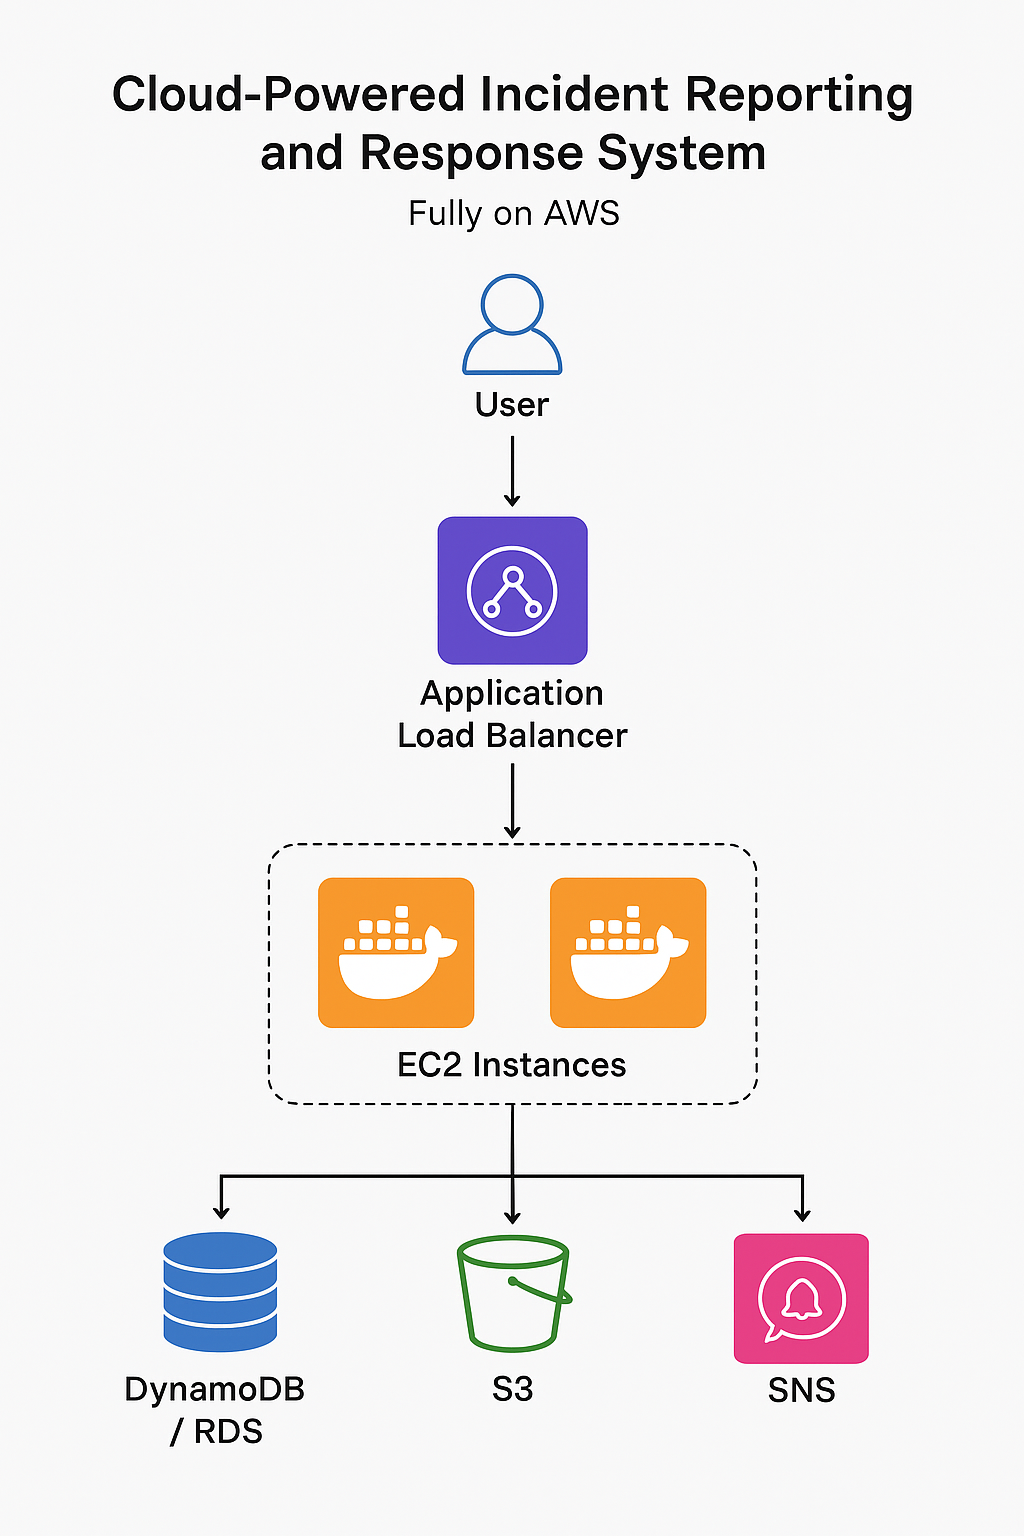 Cloud-Powered Incident Reporting
and Response System
Fully on AWS
User
Application
Load Balancer
EC2 Instances
DynamoDB
/ RDS
S3
SNS